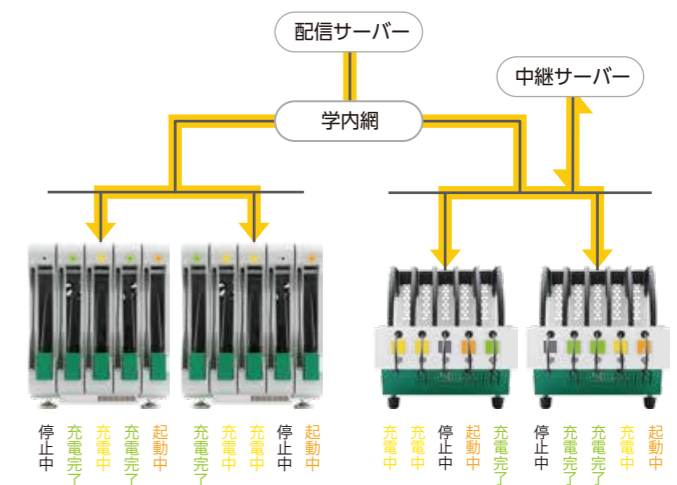 配信サーバー
中継サーバー
学内網
停止中
充電完了
充電中
充電完了
起動中
充電完了
充電中
充電中
停止中
起動中
充電中
充電中
停止中
起動中
充電完了
停止中
充電完了
充電完了
充電中
起動中